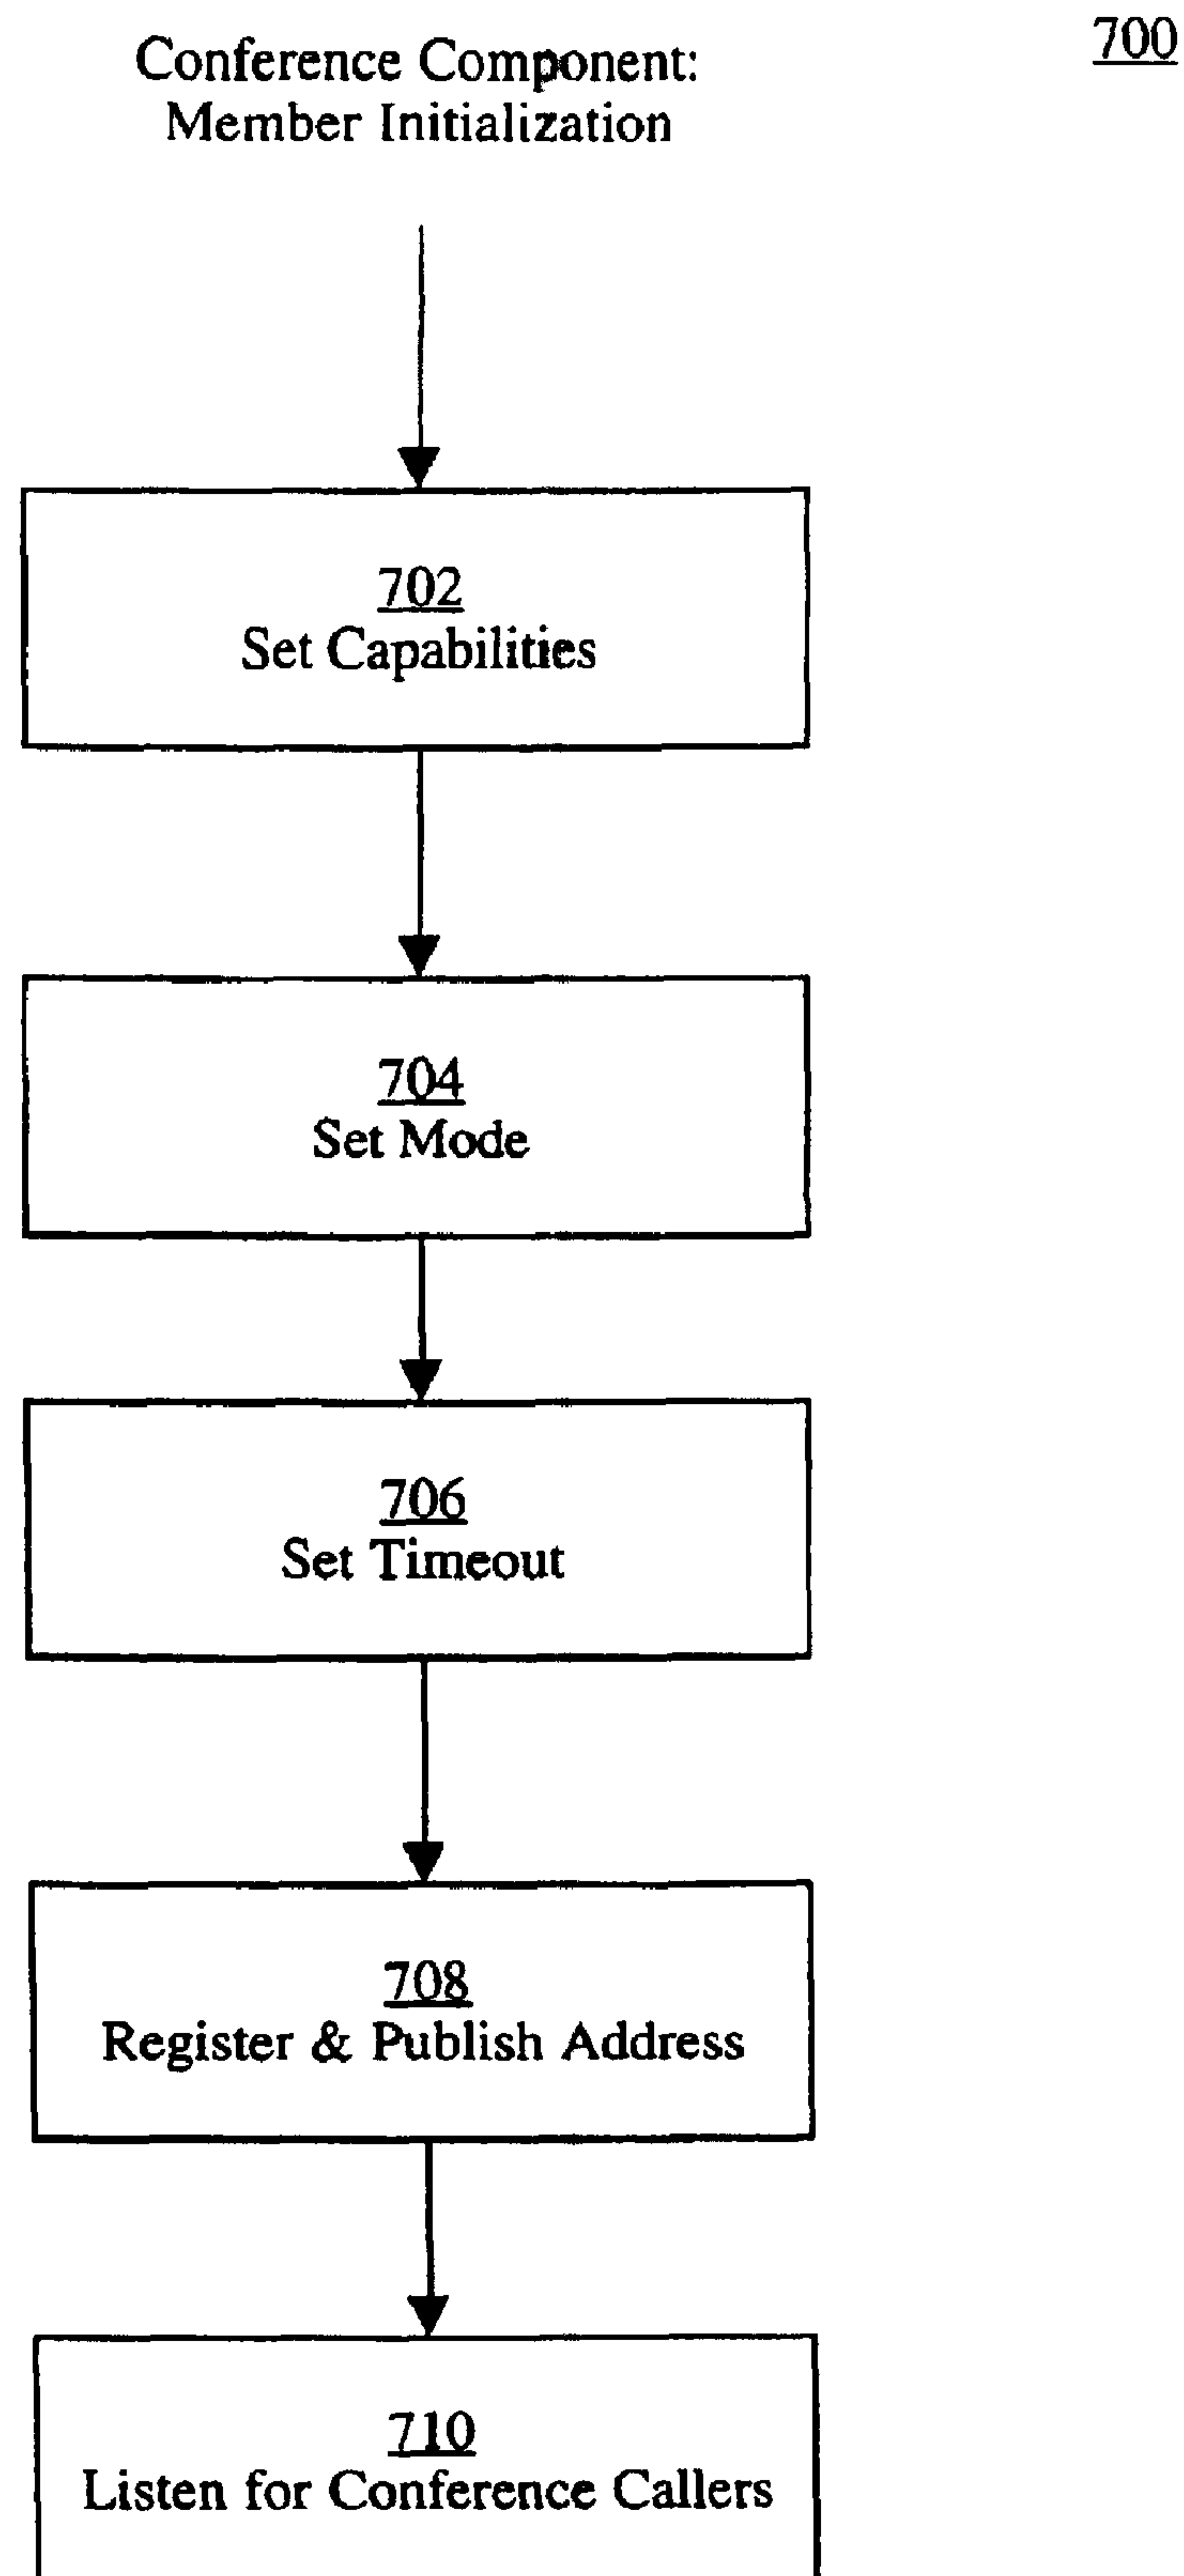 700
Conference Component:
Member Initialization
702
Set Capabilities
704
Set Mode
706
Set Timeout
708
Register & Publish Address
710
Listen for Conference Callers